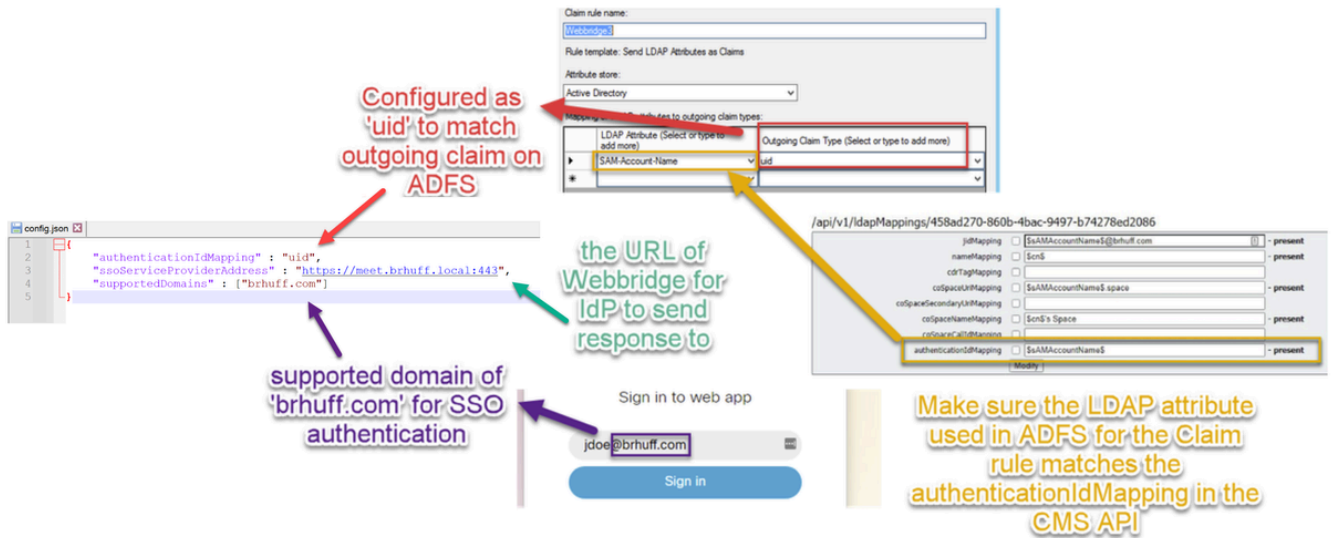 Claim rule name:
Webbridge3
Rule template: Send LDAP Attributes as Claims
Attribute store:
Active Directory
to outgoing claim types:
LDAP Attribute (Select or type to
add more)
Outgoing Claim Type (Select or type to add more)
SAM-Account-Name
uid
Configured as
'uid' to match
outgoing claim on
ADFS
config.json
1 {
2 "authenticationIdMapping" : "uid",
3 "ssoServiceProviderAddress" : "https://meet.brhuff.local:443",
4 "supportedDomains" : ["brhuff.com"]
5 }
the URL of
Webbridge for
IdP to send
response to
/api/v1/ldapMappings/458ad270-860b-4bac-9497-b74278ed2086
jidMapping $sAMAccountName$@brhuff.com - present
nameMapping $cn$ - present
cdrTagMapping
coSpaceUriMapping $sAMAccountName$.space - present
coSpaceSecondaryUriMapping
coSpaceNameMapping $cn$'s Space - present
coSpaceCallIdMapping
authenticationIdMapping $sAMAccountName$ - present
Modify
supported domain of
'brhuff.com' for SSO
authentication
Sign in to web app
jdoe@brhuff.com
Sign in
Make sure the LDAP attribute
used in ADFS for the Claim
rule matches the
authenticationIdMapping in the
CMS API